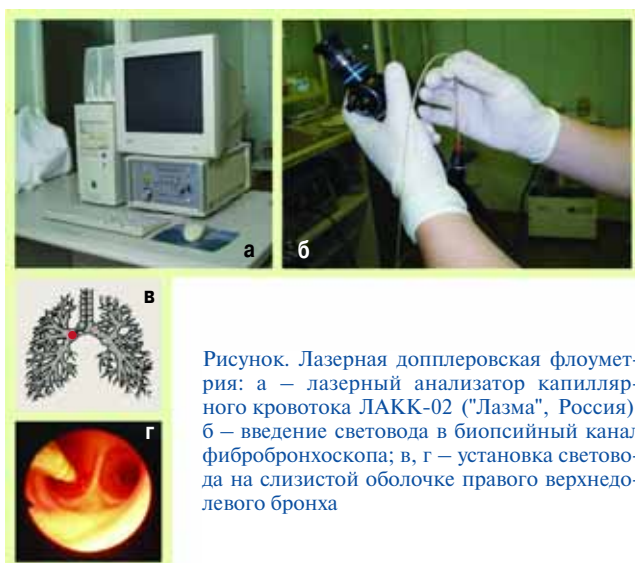 а
б
в
г
Рисунок. Лазерная допплеровская флоумет-
рия: а – лазерный анализатор капилляр-
ного кровотока ЛАКК-02 ("Лазма", Россия)
б – введение световода в биопсийный канал
фибробронхоскопа; в, г – установка светово-
да на слизистой оболочке правого верхнедо-
левого бронха